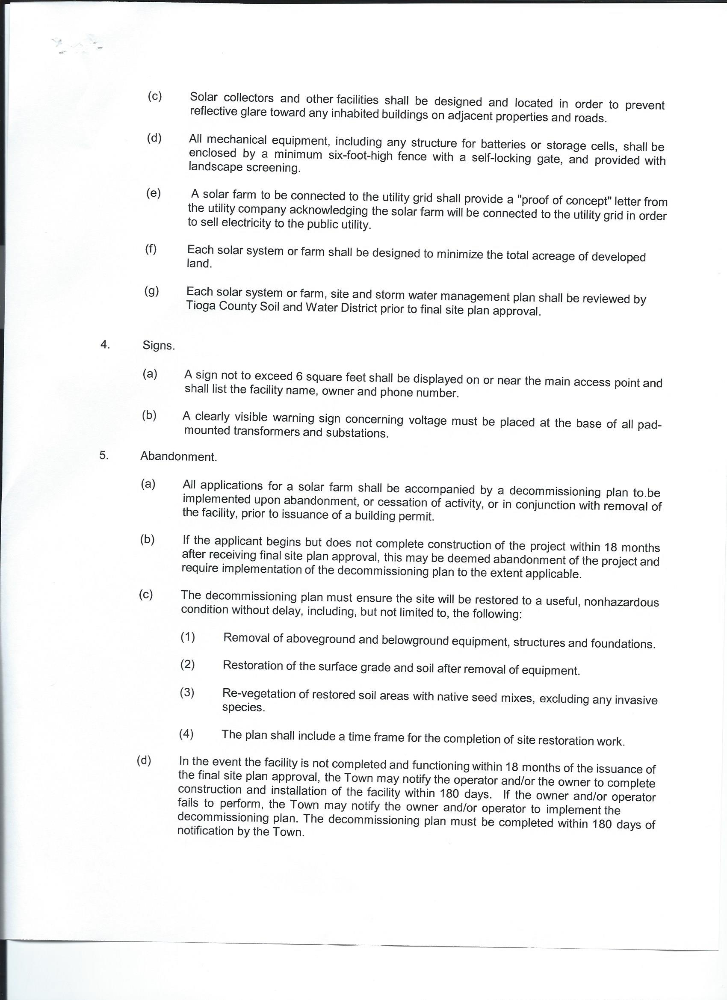 (c) Solar collectors and other facilities shall be designed and located in order to prevent
reflective glare toward any inhabited buildings on adjacent properties and roads.
(d) All mechanical equipment, including any structure for batteries or storage cells, shall be
enclosed by a minimum six-foot-high fence with a self-locking gate, and provided with
landscape screening.
(e) A solar farm to be connected to the utility grid shall provide a "proof of concept" letter from
the utility company acknowledging the solar farm will be connected to the utility grid in order
to sell electricity to the public utility.
(f) Each solar system or farm shall be designed to minimize the total acreage of developed
land.
(g) Each solar system or farm, site and storm water management plan shall be reviewed by
Tioga County Soil and Water District prior to final site plan approval.
4. Signs.
(a) A sign not to exceed 6 square feet shall be displayed on or near the main access point and
shall list the facility name, owner and phone number.
(b) A clearly visible warning sign concerning voltage must be placed at the base of all pad-
mounted transformers and substations.
5. Abandonment.
(a) All applications for a solar farm shall be accompanied by a decommissioning plan to.be
implemented upon abandonment, or cessation of activity, or in conjunction with removal of
the facility, prior to issuance of a building permit.
(b) If the applicant begins but does not complete construction of the project within 18 months
after receiving final site plan approval, this may be deemed abandonment of the project and
require implementation of the decommissioning plan to the extent applicable.
(c) The decommissioning plan must ensure the site will be restored to a useful, nonhazardous
condition without delay, including, but not limited to, the following:
(1) Removal of aboveground and belowground equipment, structures and foundations.
(2) Restoration of the surface grade and soil after removal of equipment.
(3) Re-vegetation of restored soil areas with native seed mixes, excluding any invasive
species.
(4) The plan shall include a time frame for the completion of site restoration work.
(d) In the event the facility is not completed and functioning within 18 months of the issuance of
the final site plan approval, the Town may notify the operator and/or the owner to complete
construction and installation of the facility within 180 days. If the owner and/or operator
fails to perform, the Town may notify the owner and/or operator to implement the
decommissioning plan. The decommissioning plan must be completed within 180 days of
notification by the Town.